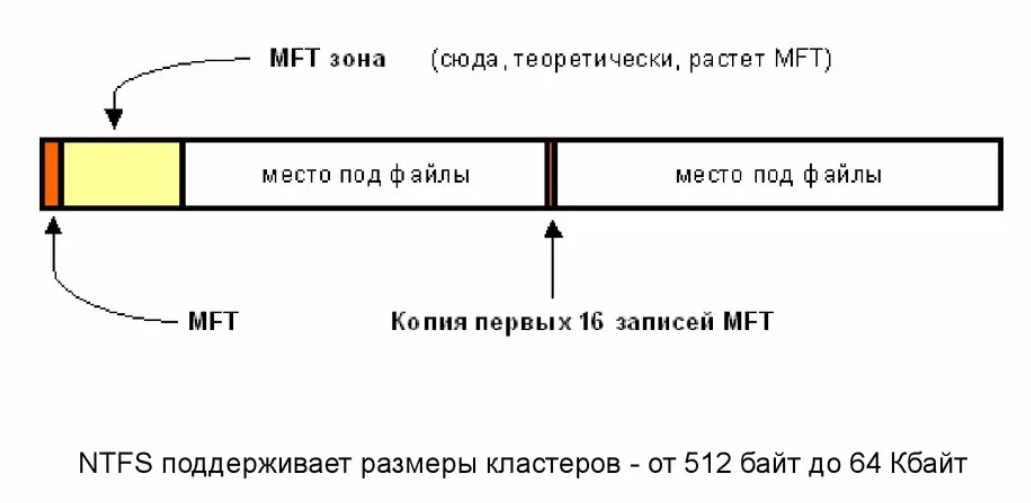 MFT зона (сюда, теоретически, растет MFT)
место под файлы место под файлы
MFT Копия первых 16 записей MFT
NTFS поддерживает размеры кластеров - от 512 байт до 64 Кбайт